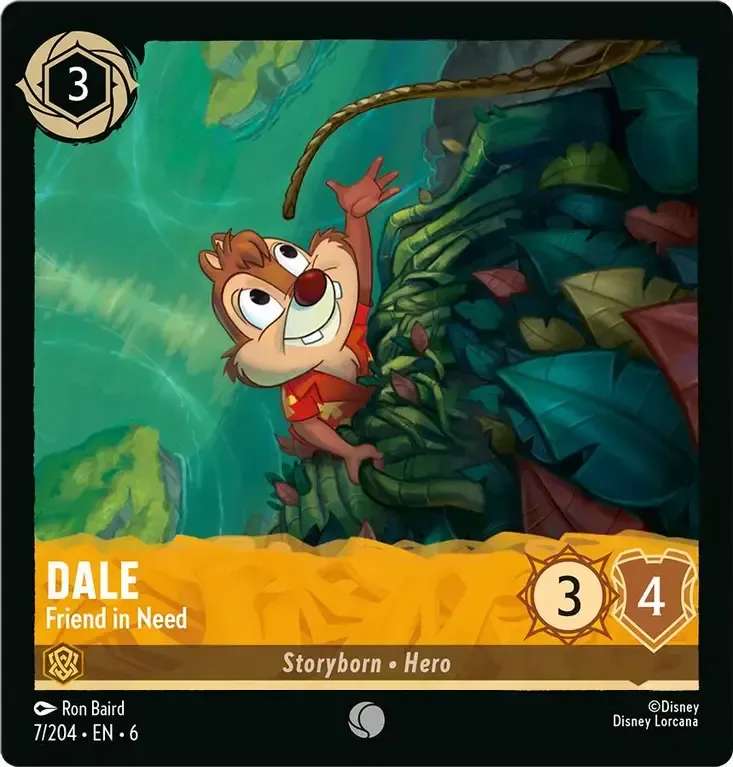 3
DALE
Friend in Need
3
4
Storyborn • Hero
Ron Baird
7/204 • EN • 6
©Disney
Disney Lorcana